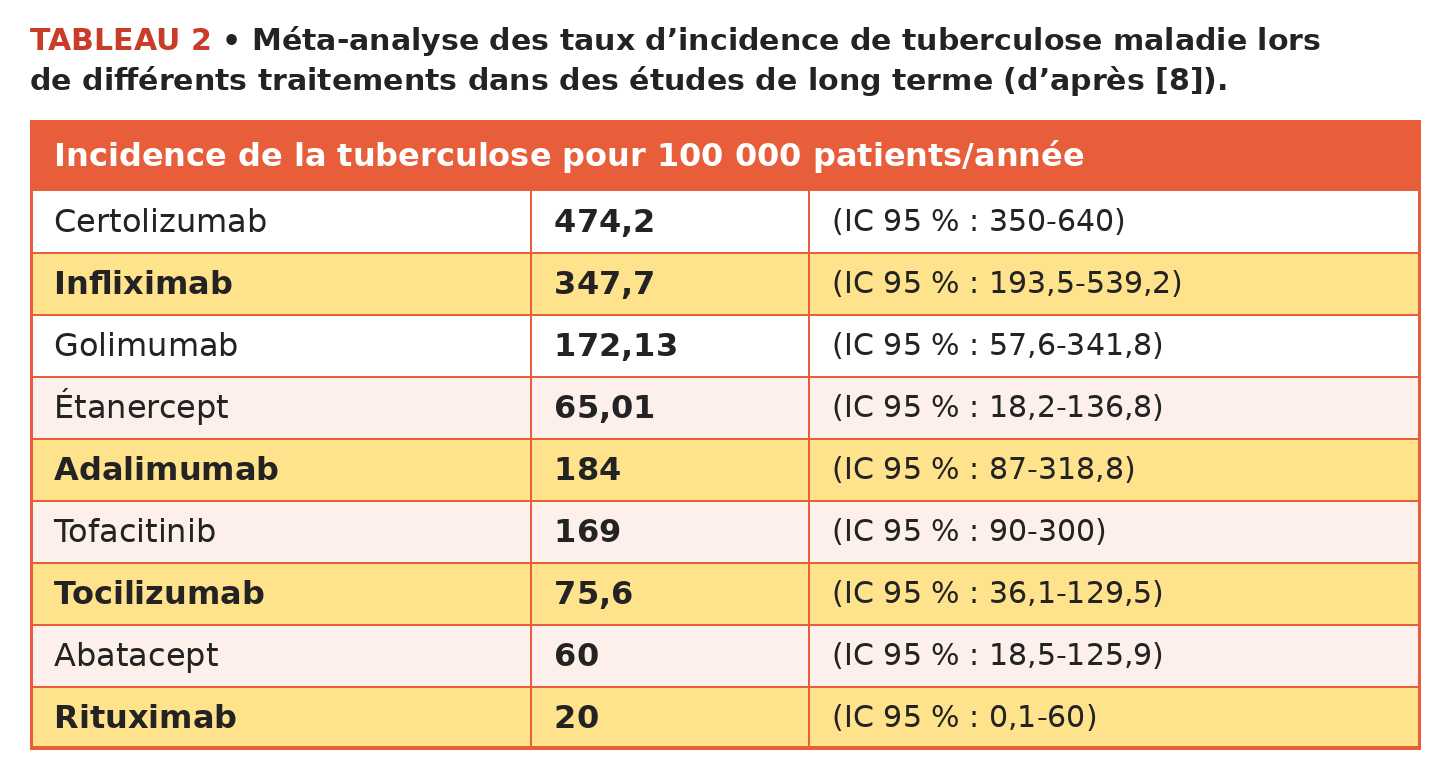 TABLEAU 2 • Méta-analyse des taux d’incidence de tuberculose maladie lors
de différents traitements dans des études de long terme (d’après [8]).
Incidence de la tuberculose pour 100 000 patients/année
Certolizumab 474,2 (IC 95 % : 350-640)
Infliximab 347,7 (IC 95 % : 193,5-539,2)
Golimumab 172,13 (IC 95 % : 57,6-341,8)
Étanercept 65,01 (IC 95 % : 18,2-136,8)
Adalimumab 184 (IC 95 % : 87-318,8)
Tofacitinib 169 (IC 95 % : 90-300)
Tocilizumab 75,6 (IC 95 % : 36,1-129,5)
Abatacept 60 (IC 95 % : 18,5-125,9)
Rituximab 20 (IC 95 % : 0,1-60)